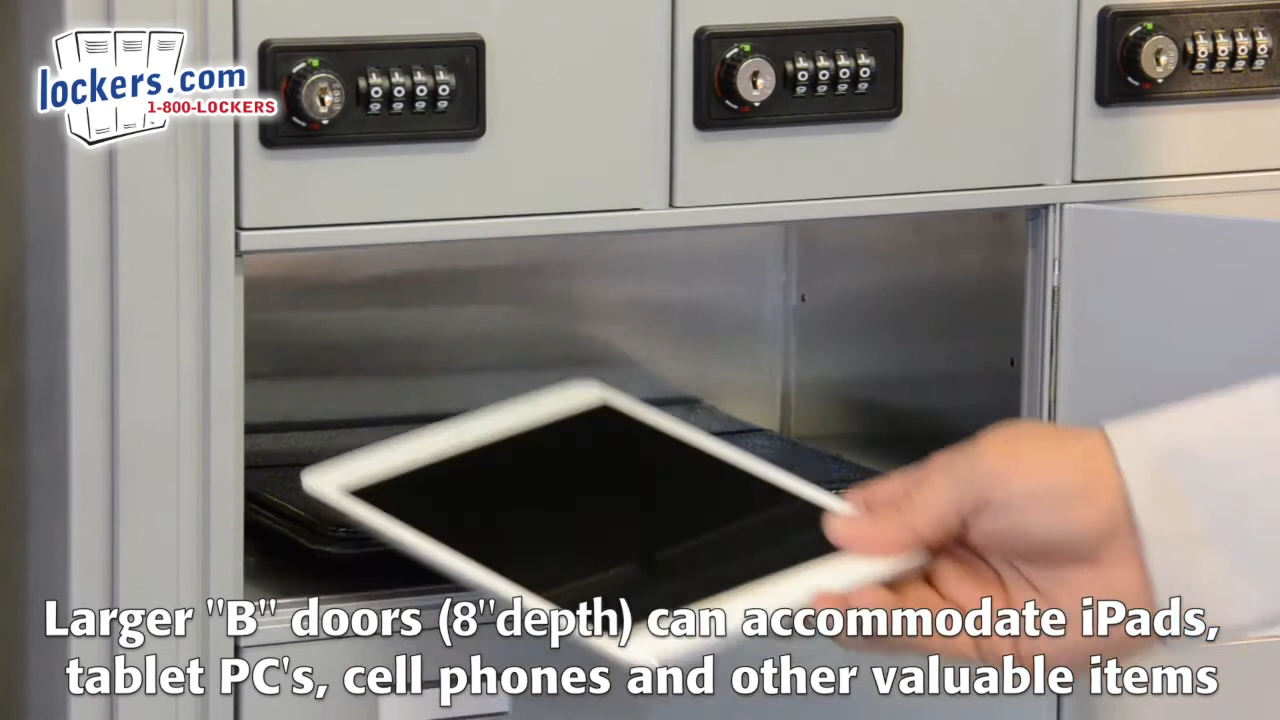 lockers.com
1-800-LOCKERS
Larger "B" doors (8"depth) can accommodate iPads,
tablet PC's, cell phones and other valuable items